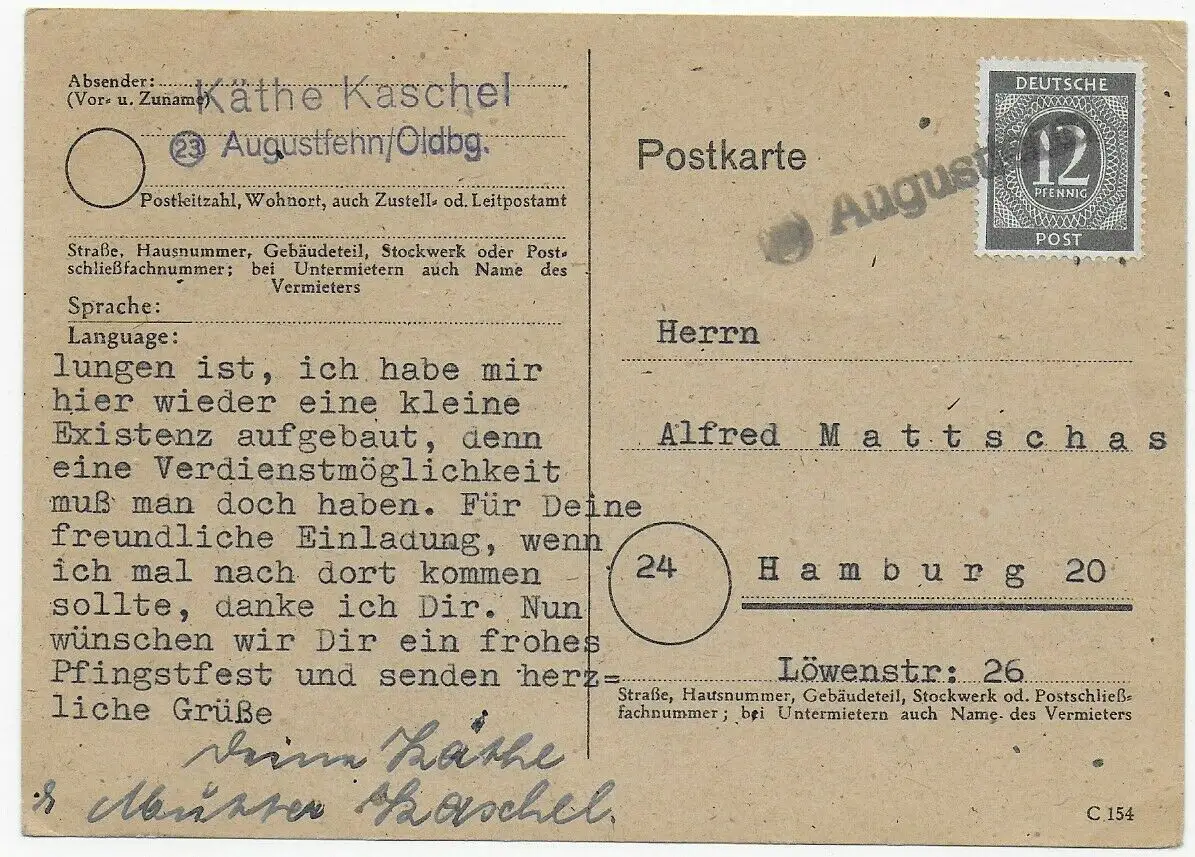 Absender:
(Vor- u. Zuname)
Käthe Kaschel
23 Augustfehn/Oldbg.
Postleitzahl, Wohnort, auch Zustell- od. Leitpostamt
Straße, Hausnummer, Gebäudeteil, Stockwerk oder Post-
schließfachnummer; bei Untermietern auch Name des
Vermieters
Sprache:
Language:
lungen ist, ich habe mir
hier wieder eine kleine
Existenz aufgebaut, denn
eine Verdienstmöglichkeit
muß man doch haben. Für Deine
freundliche Einladung, wenn
ich mal nach dort kommen
sollte, danke ich Dir. Nun
wünschen wir Dir ein frohes
Pfingstfest und senden herz=
liche Grüße
Deine Käthe
& Mutter Kaschel.
Postkarte
DEUTSCHE
12
PFENNIG
POST
Herrn
Alfred Mattschas
24 Hamburg 20
Löwenstr: 26
Straße, Hausnummer, Gebäudeteil, Stockwerk od. Postschließ-
fachnummer; bei Untermietern auch Name des Vermieters
C 154